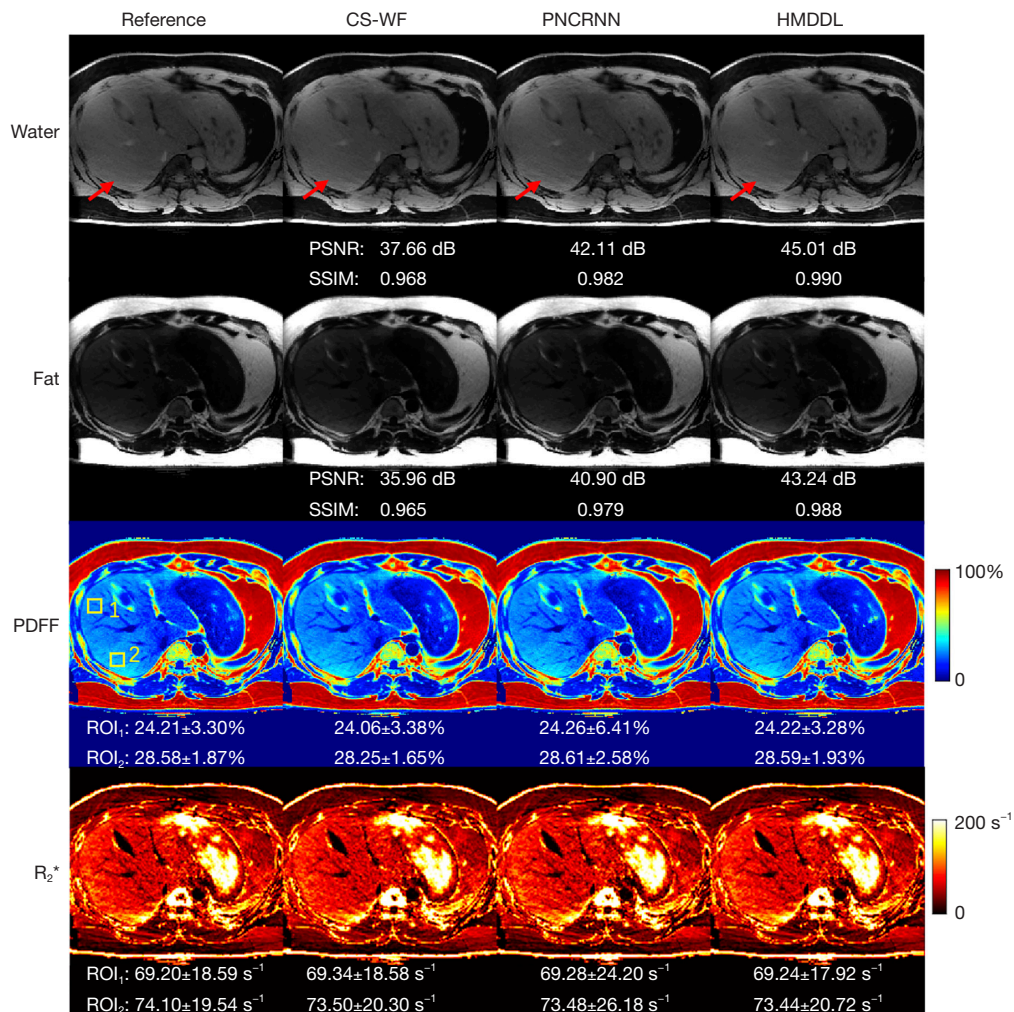 Reference CS-WF PNCRNN HMDDL
Water
PSNR: 37.66 dB 42.11 dB 45.01 dB
SSIM: 0.968 0.982 0.990
Fat
PSNR: 35.96 dB 40.90 dB 43.24 dB
SSIM: 0.965 0.979 0.988
100%
1
PDFF
2
0
ROI₁: 24.21±3.30% 24.06±3.38% 24.26±6.41% 24.22±3.28%
ROI₂: 28.58±1.87% 28.25±1.65% 28.61±2.58% 28.59±1.93%
200 s⁻¹
R₂*
0
ROI₁: 69.20±18.59 s⁻¹ 69.34±18.58 s⁻¹ 69.28±24.20 s⁻¹ 69.24±17.92 s⁻¹
ROI₂: 74.10±19.54 s⁻¹ 73.50±20.30 s⁻¹ 73.48±26.18 s⁻¹ 73.44±20.72 s⁻¹